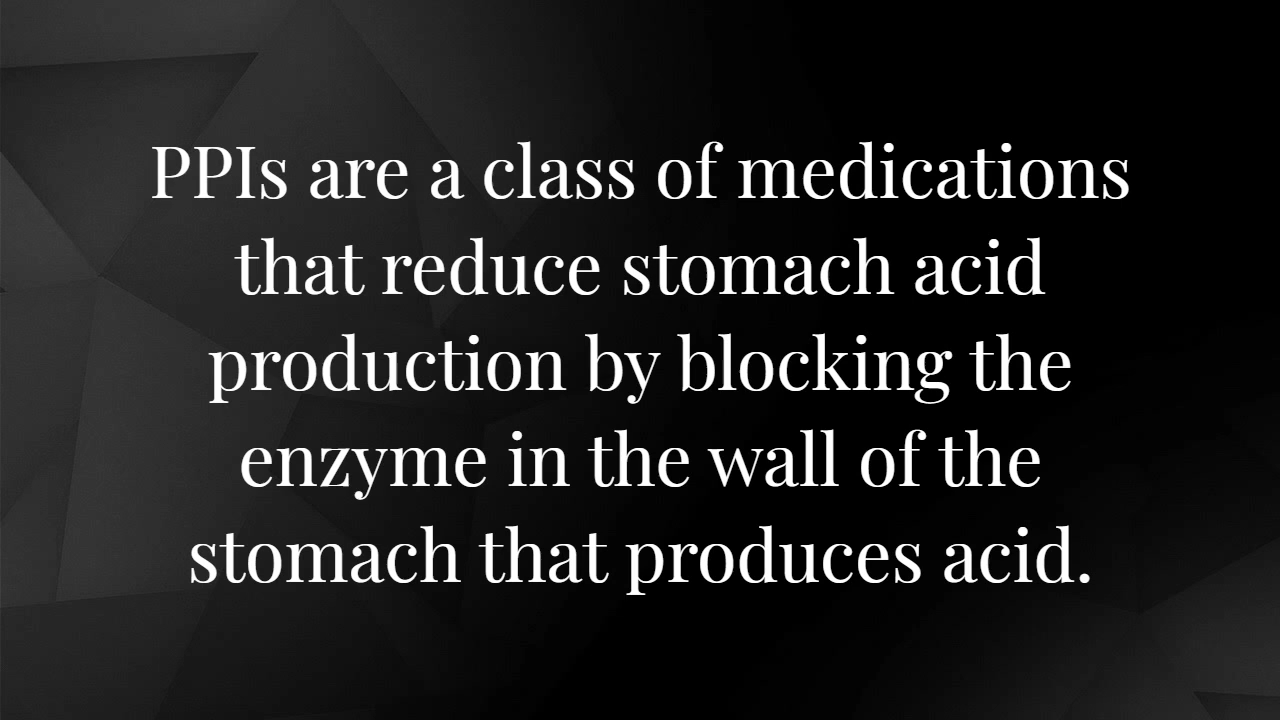 PPIs are a class of medications
that reduce stomach acid
production by blocking the
enzyme in the wall of the
stomach that produces acid.